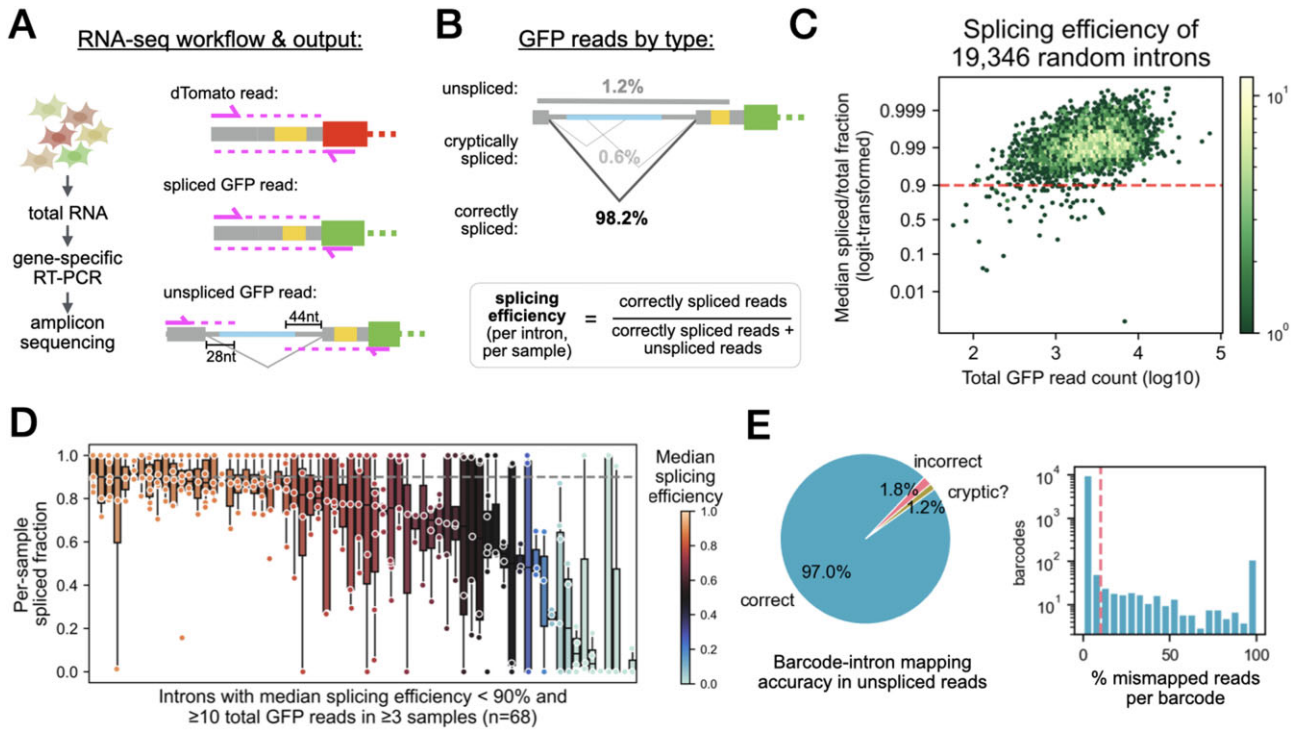 A
RNA-seq workflow & output:
total RNA
gene-specific
RT-PCR
amplicon
sequencing
dTomato read:
spliced GFP read:
unspliced GFP read:
44nt
28nt
B
GFP reads by type:
unspliced:
1.2%
cryptically
spliced:
0.6%
correctly
spliced:
98.2%
splicing
efficiency
(per intron,
per sample)
=
correctly spliced reads
correctly spliced reads +
unspliced reads
C
Splicing efficiency of
19,346 random introns
Median spliced/total fraction
(logit-transformed)
0.999
0.99
0.9
0.5
0.1
0.01
2
3
4
5
Total GFP read count (log10)
10¹
10⁰
D
Per-sample
spliced fraction
1.0
0.8
0.6
0.4
0.2
0.0
Introns with median splicing efficiency < 90% and
≥10 total GFP reads in ≥3 samples (n=68)
Median
splicing
efficiency
1.0
0.8
0.6
0.4
0.2
0.0
E
incorrect
1.8%
cryptic?
1.2%
97.0%
correct
Barcode-intron mapping
accuracy in unspliced reads
barcodes
10⁴
10³
10²
10¹
0
50
100
% mismapped reads
per barcode